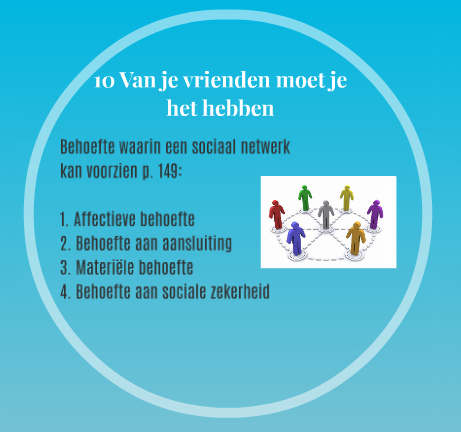 10 Van je vrienden moet je
het hebben
Behoefte waarin een sociaal netwerk
kan voorzien p. 149:
1. Affectieve behoefte
2. Behoefte aan aansluiting
3. Materiële behoefte
4. Behoefte aan sociale zekerheid